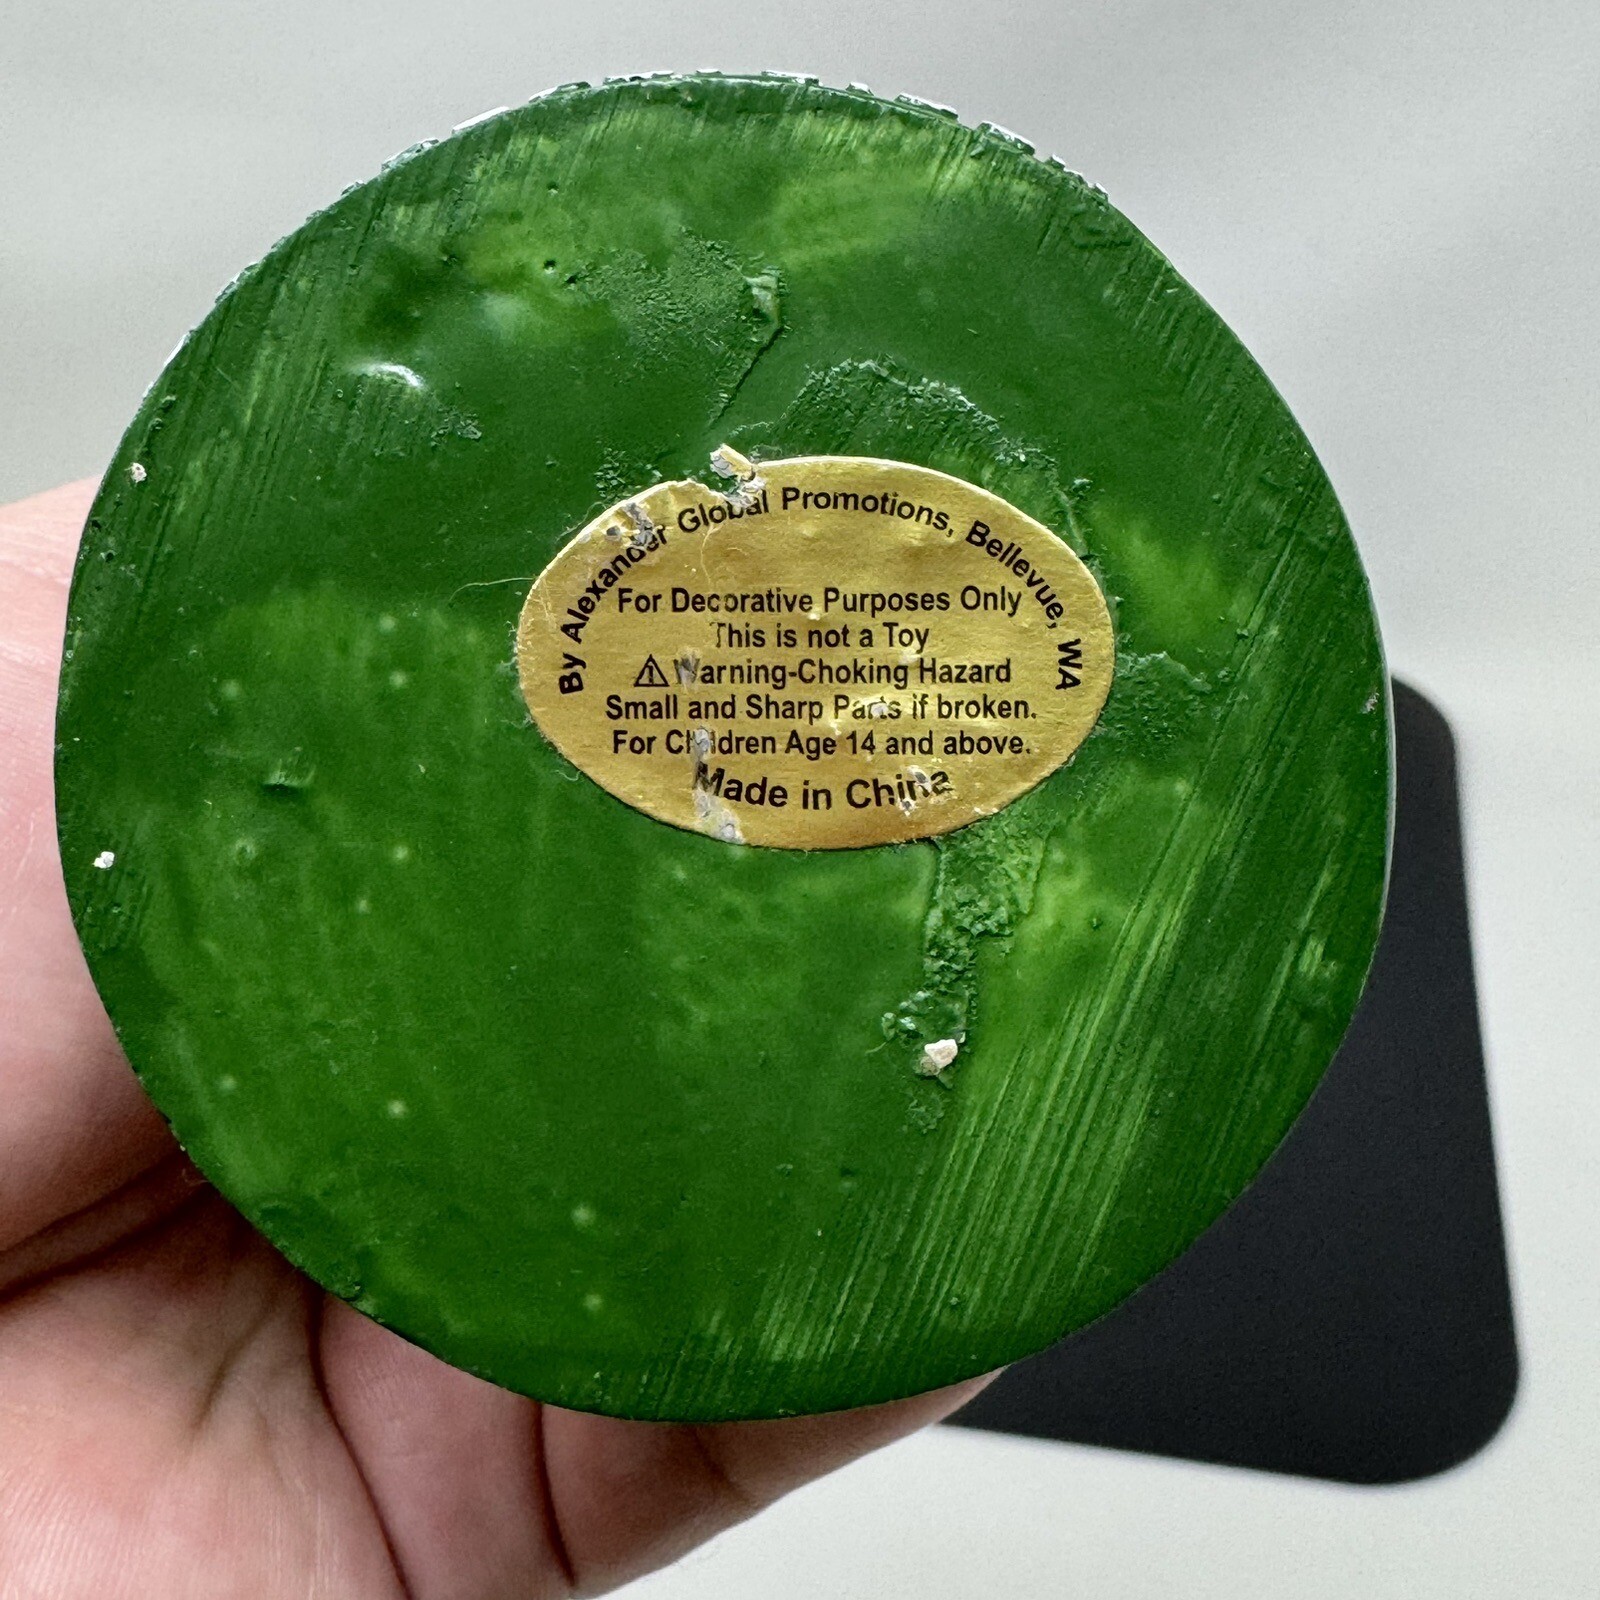 By Alexander Global Promotions, Bellevue, WA
For Decorative Purposes Only
This is not a Toy
⚠ Warning-Choking Hazard
Small and Sharp Parts if broken.
For Children Age 14 and above.
Made in China